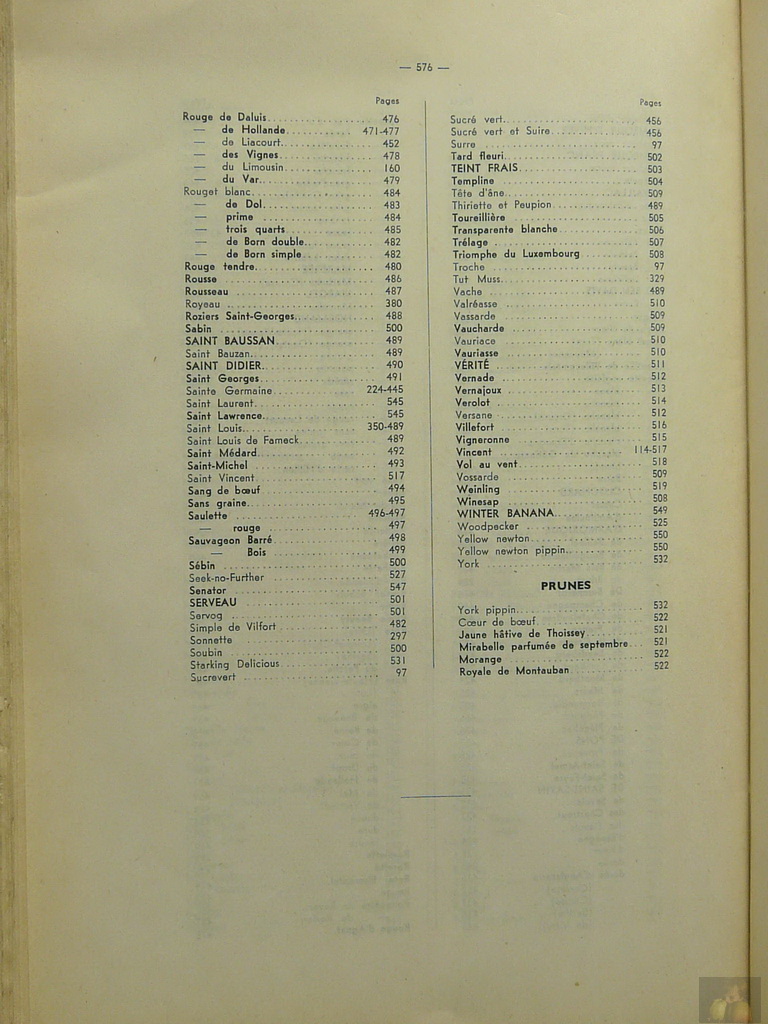 — 576 —
Pages
Rouge de Daluis 476
— de Hollande 471-477
— de Liacourt 452
— des Vignes 478
— du Limousin 160
— du Var 479
Rouget blanc 484
— de Dol 483
— prime 484
— trois quarts 485
— de Born double 482
— de Born simple 482
Rouge tendre 480
Rousse 486
Rousseau 487
Royeau 380
Roziers Saint-Georges 488
Sabin 500
SAINT BAUSSAN 489
Saint Bauzan 489
SAINT DIDIER 490
Saint Georges 491
Sainte Germaine 224-445
Saint Laurent 545
Saint Lawrence 545
Saint Louis 350-489
Saint Louis de Fameck 489
Saint Médard 492
Saint-Michel 493
Saint Vincent 517
Sang de bœuf 494
Sans graine 495
Saulette 496-497
— rouge 497
Sauvageon Barré 498
— Bois 499
Sébin 500
Seek-no-Further 527
Senator 547
SERVEAU 501
Servog 501
Simple de Vilfort 482
Sonnette 297
Soubin 500
Starking Delicious 531
Sucrevert 97
Pages
Sucré vert 456
Sucré vert et Suire 456
Surre 97
Tard fleuri 502
TEINT FRAIS 503
Templine 504
Tête d'âne 509
Thiriette et Peupion 489
Toureillière 505
Transparente blanche 506
Trélage 507
Triomphe du Luxembourg 508
Troche 97
Tut Muss 329
Vache 489
Valréasse 510
Vassarde 509
Vaucharde 509
Vauriace 510
Vauriasse 510
VÉRITÉ 511
Vernade 512
Vernajoux 513
Verolot 514
Versane 512
Villefort 516
Vigneronne 515
Vincent 114-517
Vol au vent 518
Vossarde 509
Weinling 519
Winesap 508
WINTER BANANA 549
Woodpecker 525
Yellow newton 550
Yellow newton pippin 550
York 532
PRUNES
York pippin 532
Cœur de bœuf 522
Jaune hâtive de Thoissey 521
Mirabelle parfumée de septembre 521
Morange 522
Royale de Montauban 522